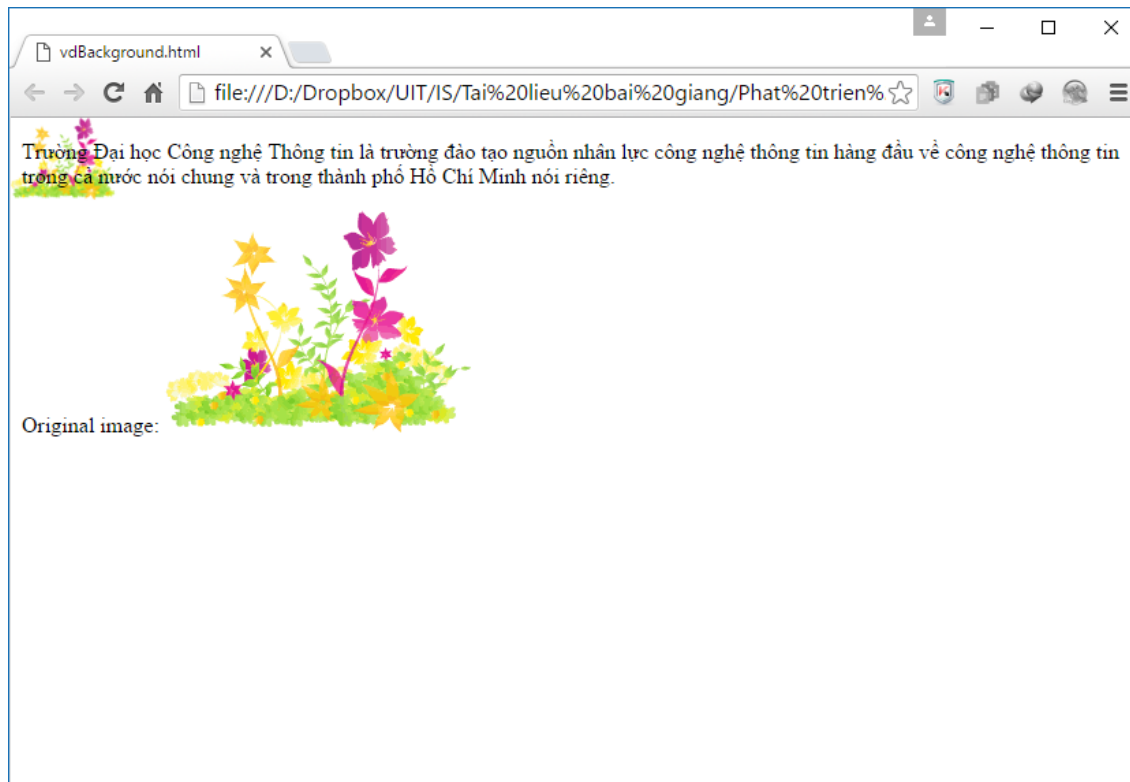 vdBackground.html
file:///D:/Dropbox/UIT/IS/Tai%20lieu%20bai%20giang/Phat%20trien%
Trường Đại học Công nghệ Thông tin là trường đào tạo nguồn nhân lực công nghệ thông tin hàng đầu về công nghệ thông tin
trong cả nước nói chung và trong thành phố Hồ Chí Minh nói riêng.
Original image: